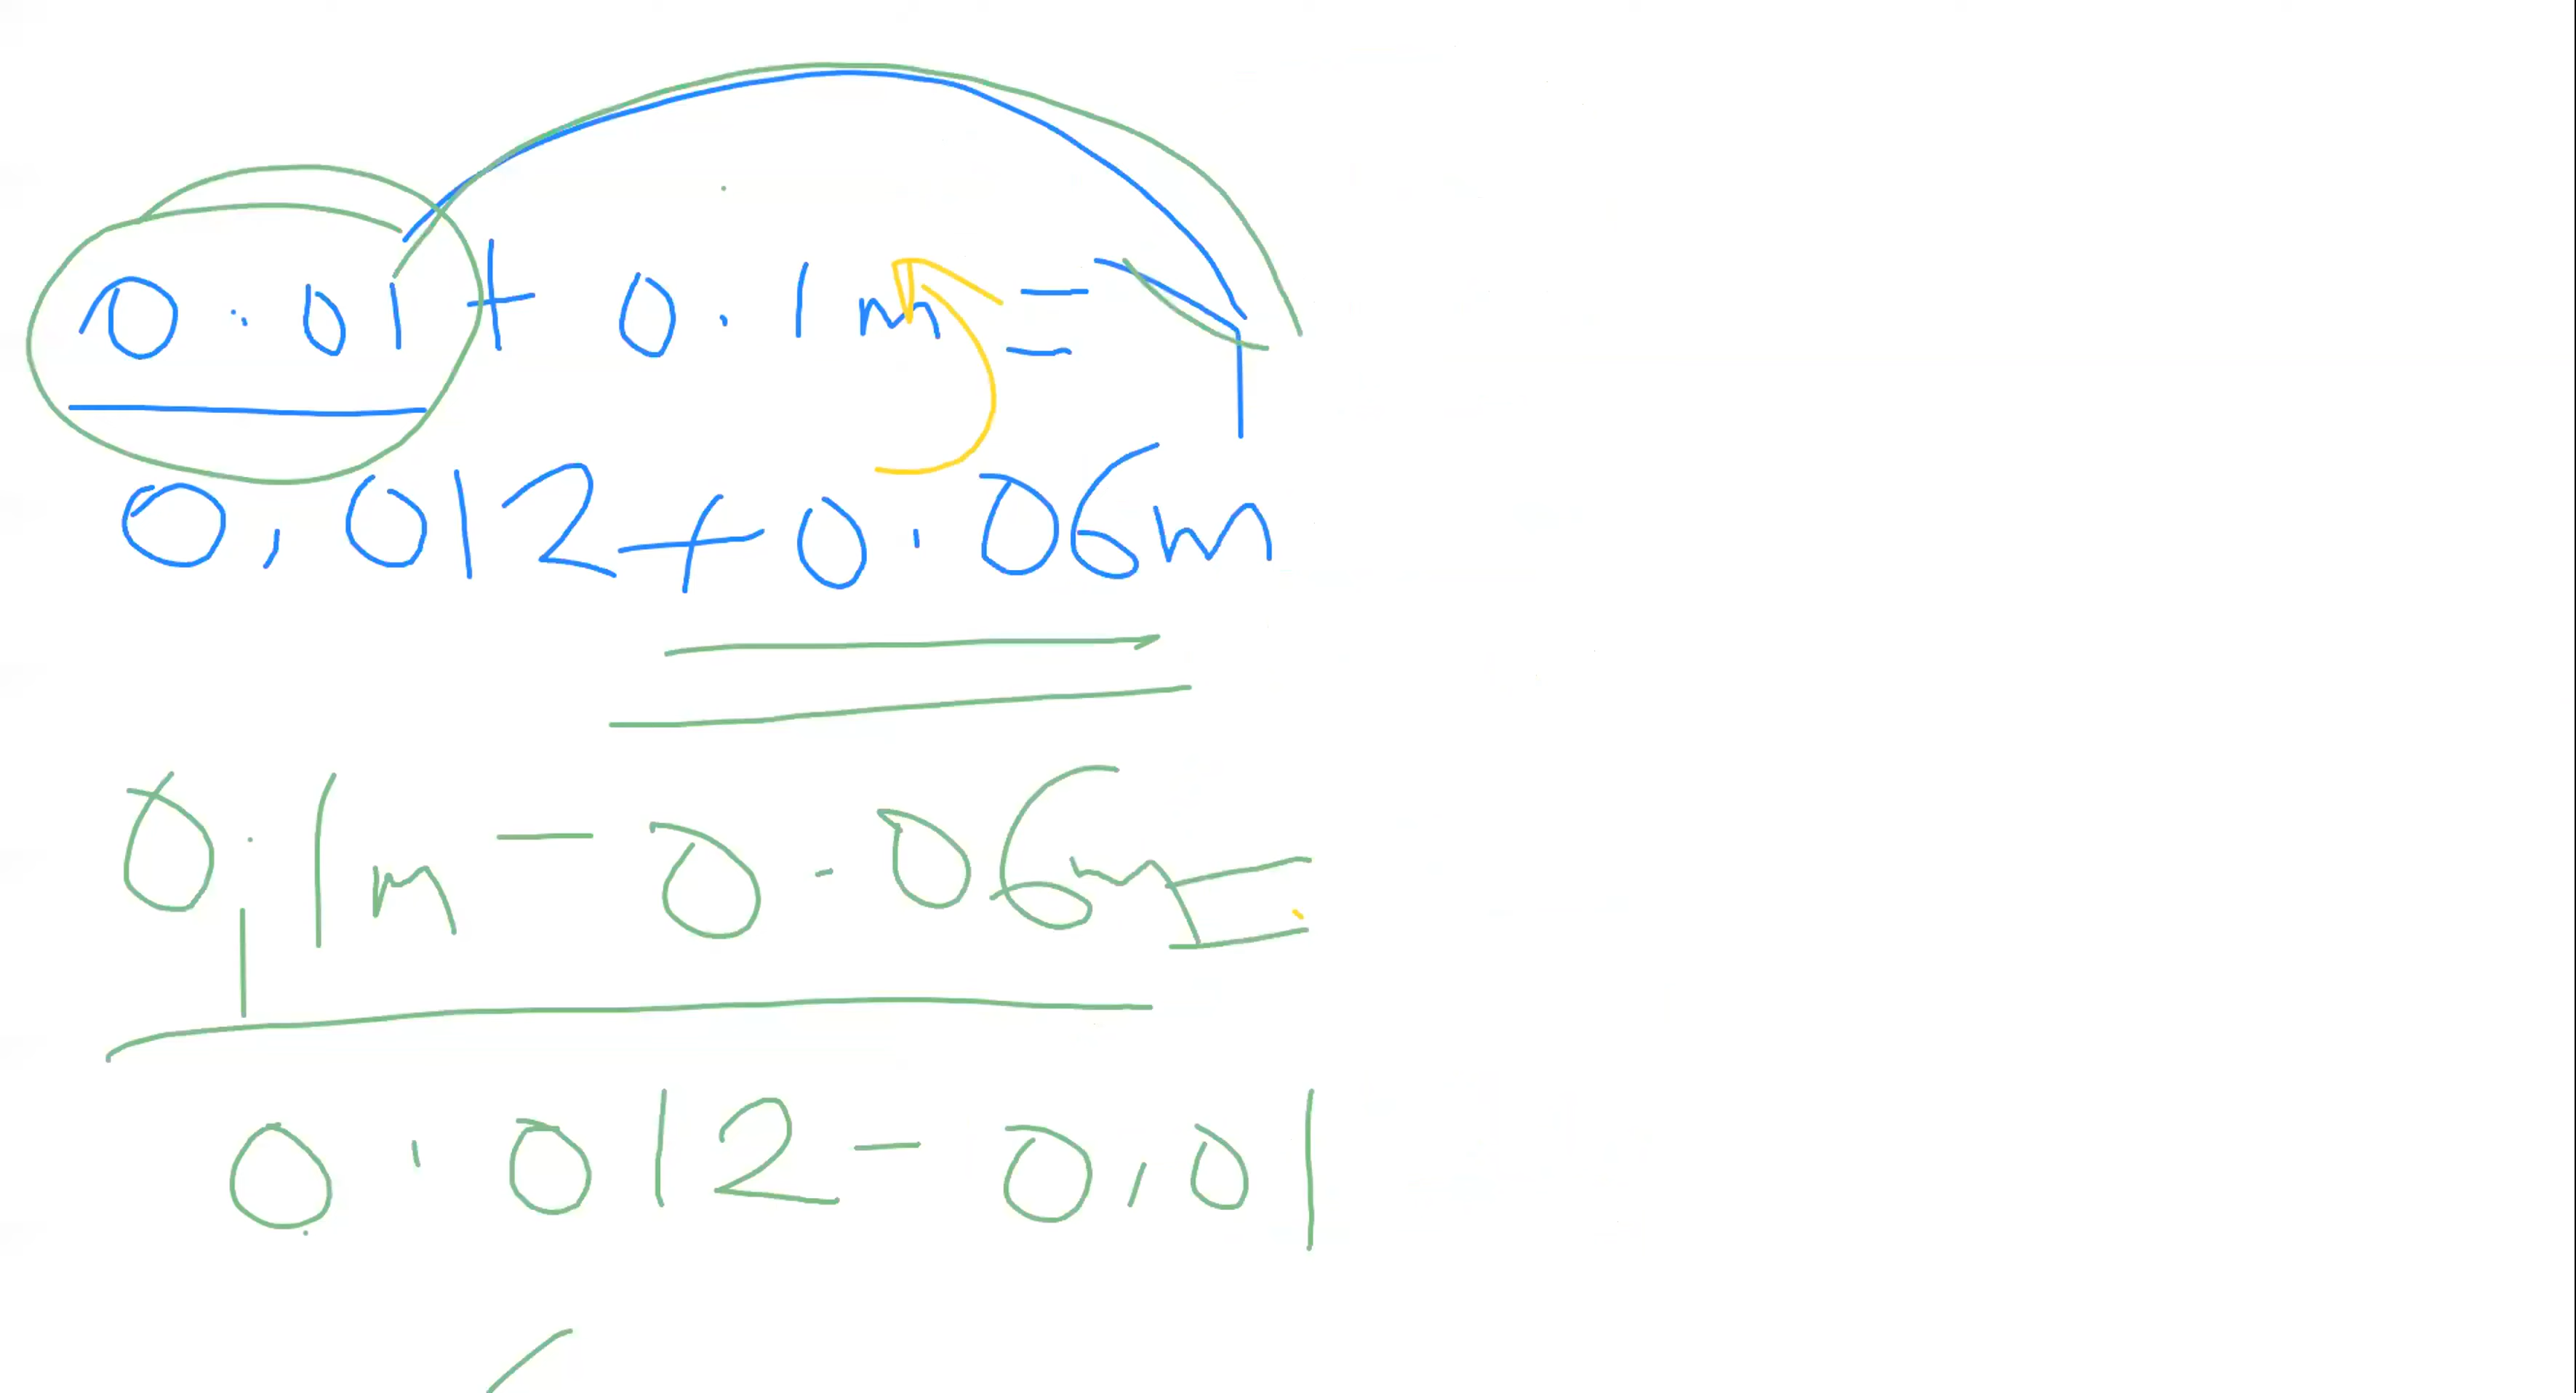 0.01 + 0.1m =
0.012 + 0.06m
0.1m - 0.06m =
0.012 - 0.01